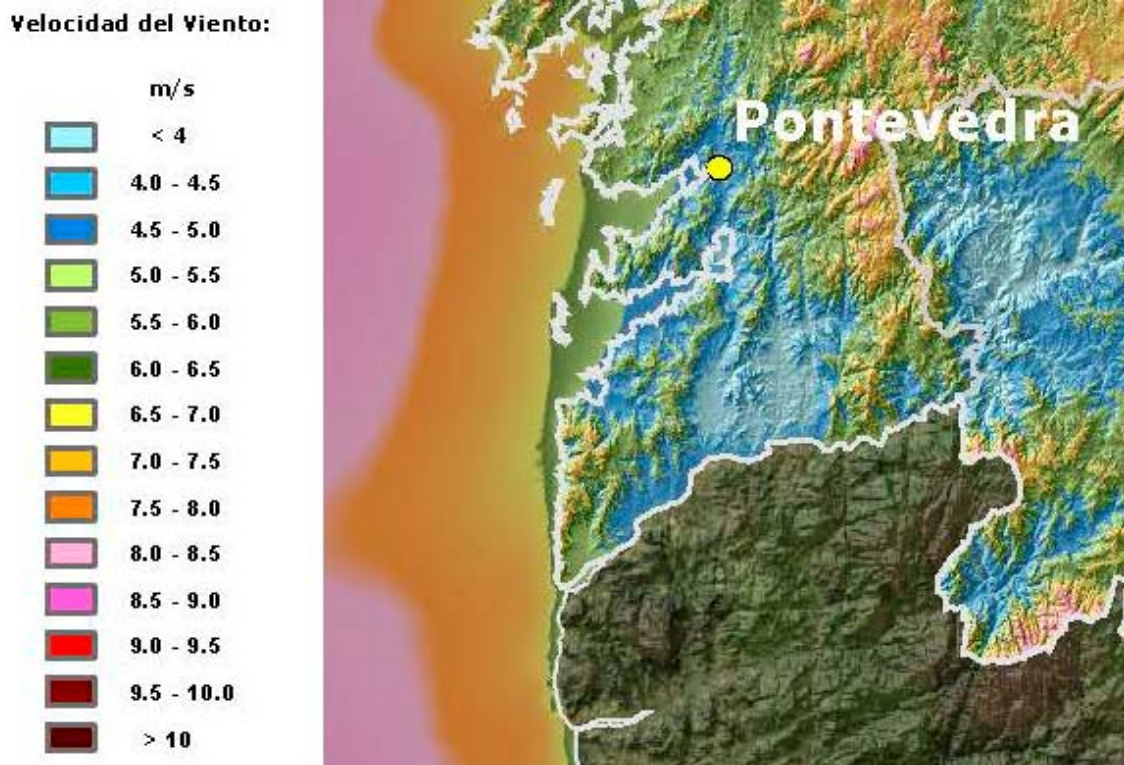 Velocidad del Viento:
m/s
< 4
4.0 - 4.5
4.5 - 5.0
5.0 - 5.5
5.5 - 6.0
6.0 - 6.5
6.5 - 7.0
7.0 - 7.5
7.5 - 8.0
8.0 - 8.5
8.5 - 9.0
9.0 - 9.5
9.5 - 10.0
> 10
Pontevedra